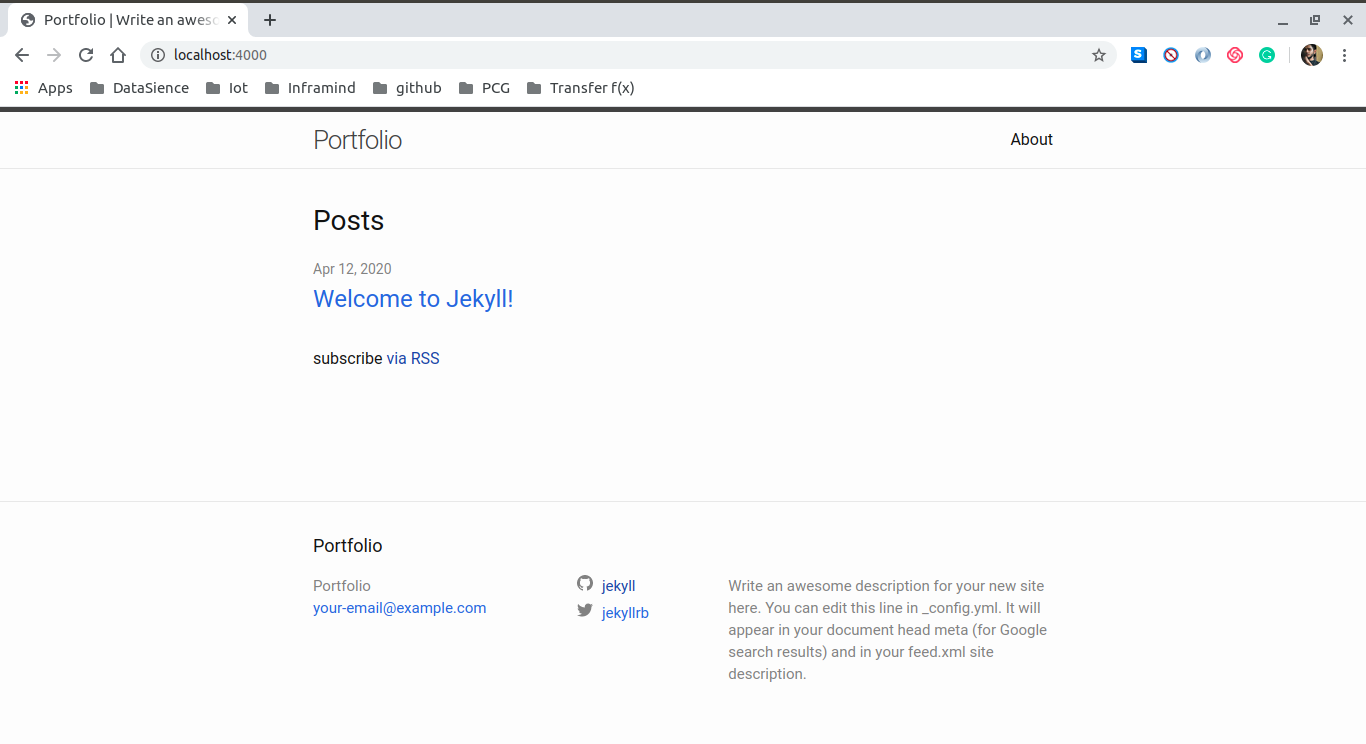 Portfolio | Write an aweso
localhost:4000
Apps DataSience Iot Inframind github PCG Transfer f(x)
Portfolio About
Posts
Apr 12, 2020
Welcome to Jekyll!
subscribe via RSS
Portfolio
Portfolio
your-email@example.com
jekyll
jekyllrb
Write an awesome description for your new site
here. You can edit this line in _config.yml. It will
appear in your document head meta (for Google
search results) and in your feed.xml site
description.